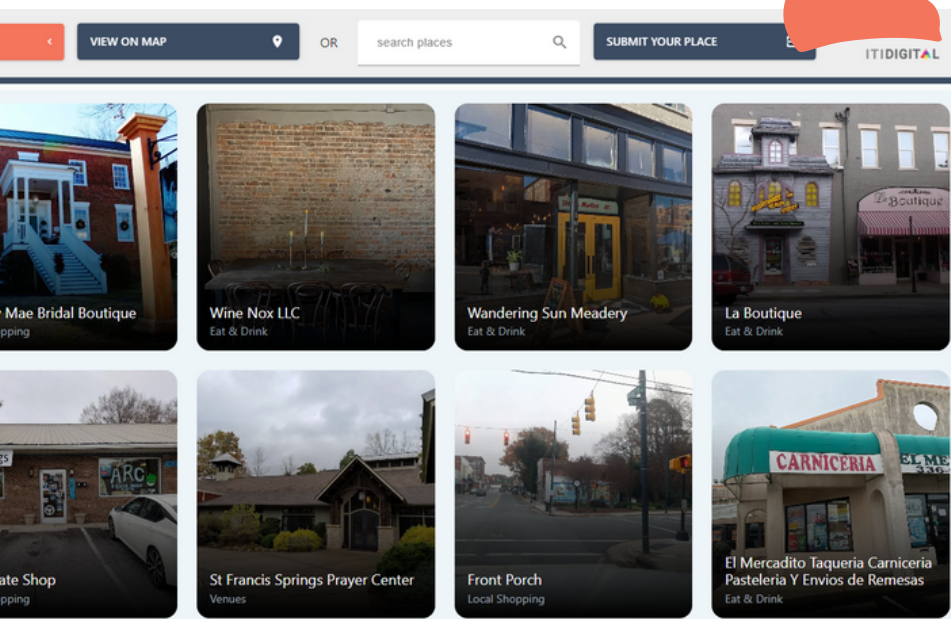 VIEW ON MAP
OR
search places
SUBMIT YOUR PLACE
ITIDIGITAL
Mae Bridal Boutique
pping
Wine Nox LLC
Eat & Drink
Wandering Sun Meadery
Eat & Drink
La Boutique
La Boutique
Eat & Drink
ARC
ate Shop
pping
St Francis Springs Prayer Center
Venues
Front Porch
Local Shopping
CARNICERIA
EL ME
El Mercadito Taqueria Carniceria
Pasteleria Y Envios de Remesas
Eat & Drink